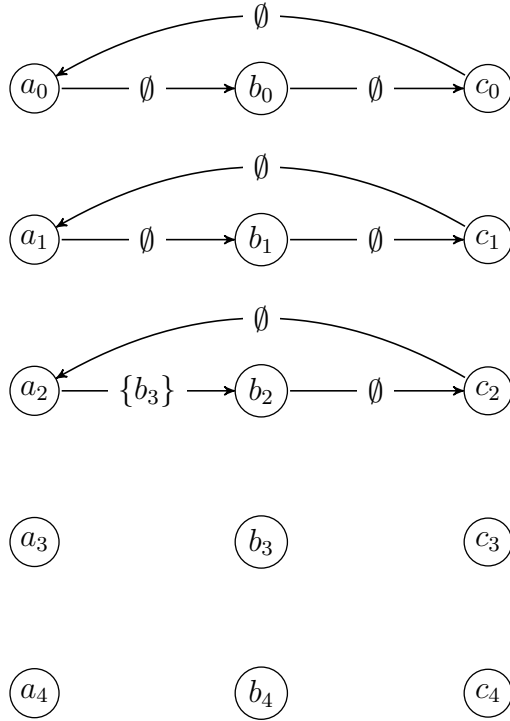 ∅
a₀ ∅ b₀ ∅ c₀
∅
a₁ ∅ b₁ ∅ c₁
∅
a₂ {b₃} b₂ ∅ c₂
a₃ b₃ c₃
a₄ b₄ c₄